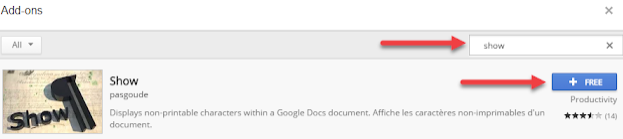 Add-ons
All
show
Show
Show
pasgoude
FREE
Productivity
Displays non-printable characters within a Google Docs document. Affiche les caractères non-imprimables d'un
document.
(14)